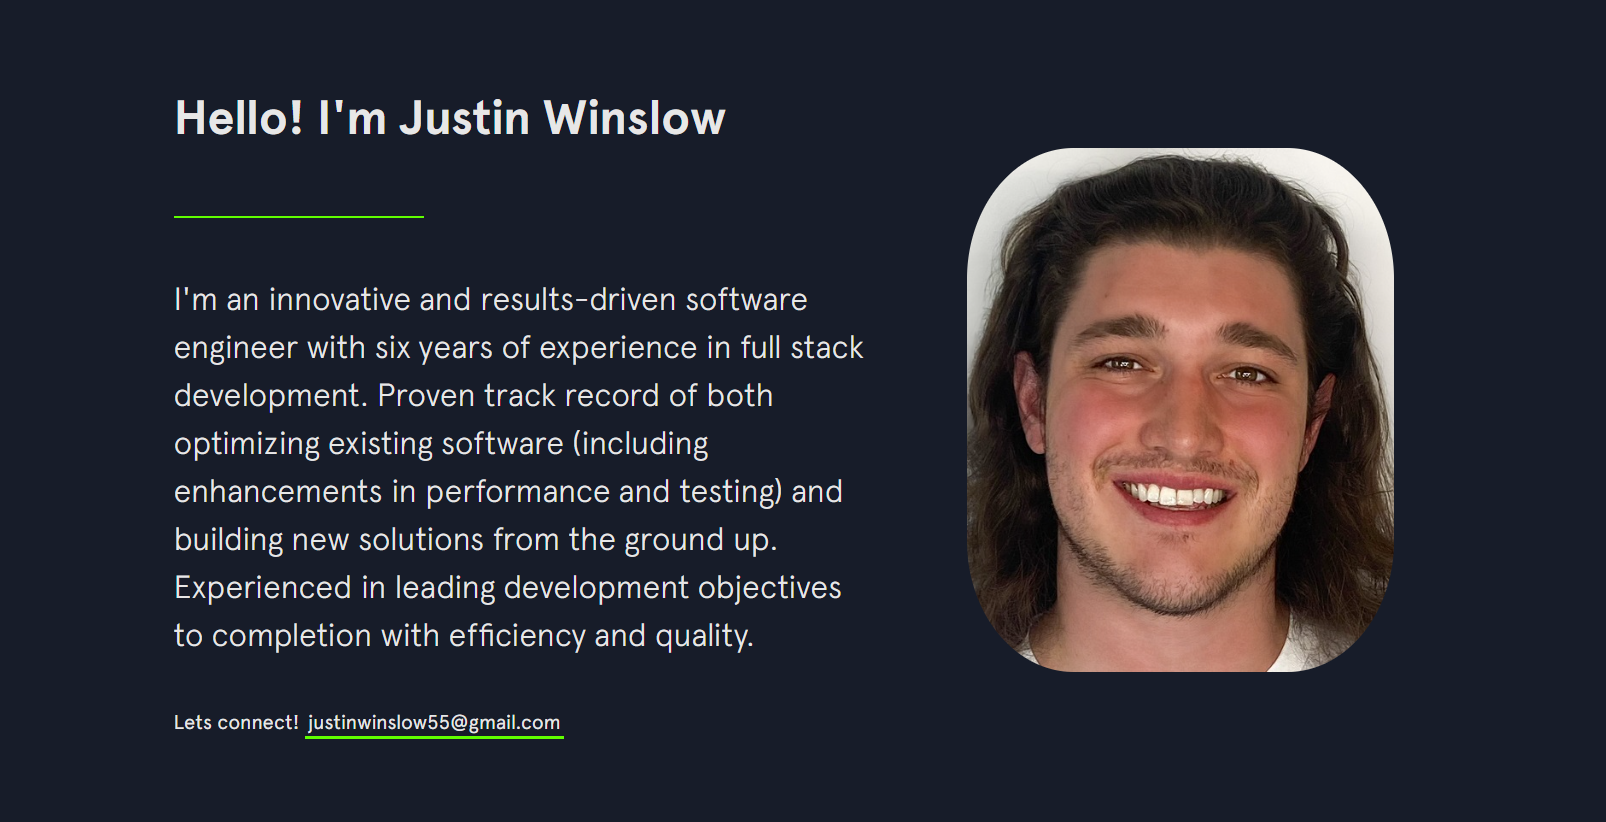 Hello! I'm Justin Winslow
I'm an innovative and results-driven software
engineer with six years of experience in full stack
development. Proven track record of both
optimizing existing software (including
enhancements in performance and testing) and
building new solutions from the ground up.
Experienced in leading development objectives
to completion with efficiency and quality.
Lets connect! justinwinslow55@gmail.com